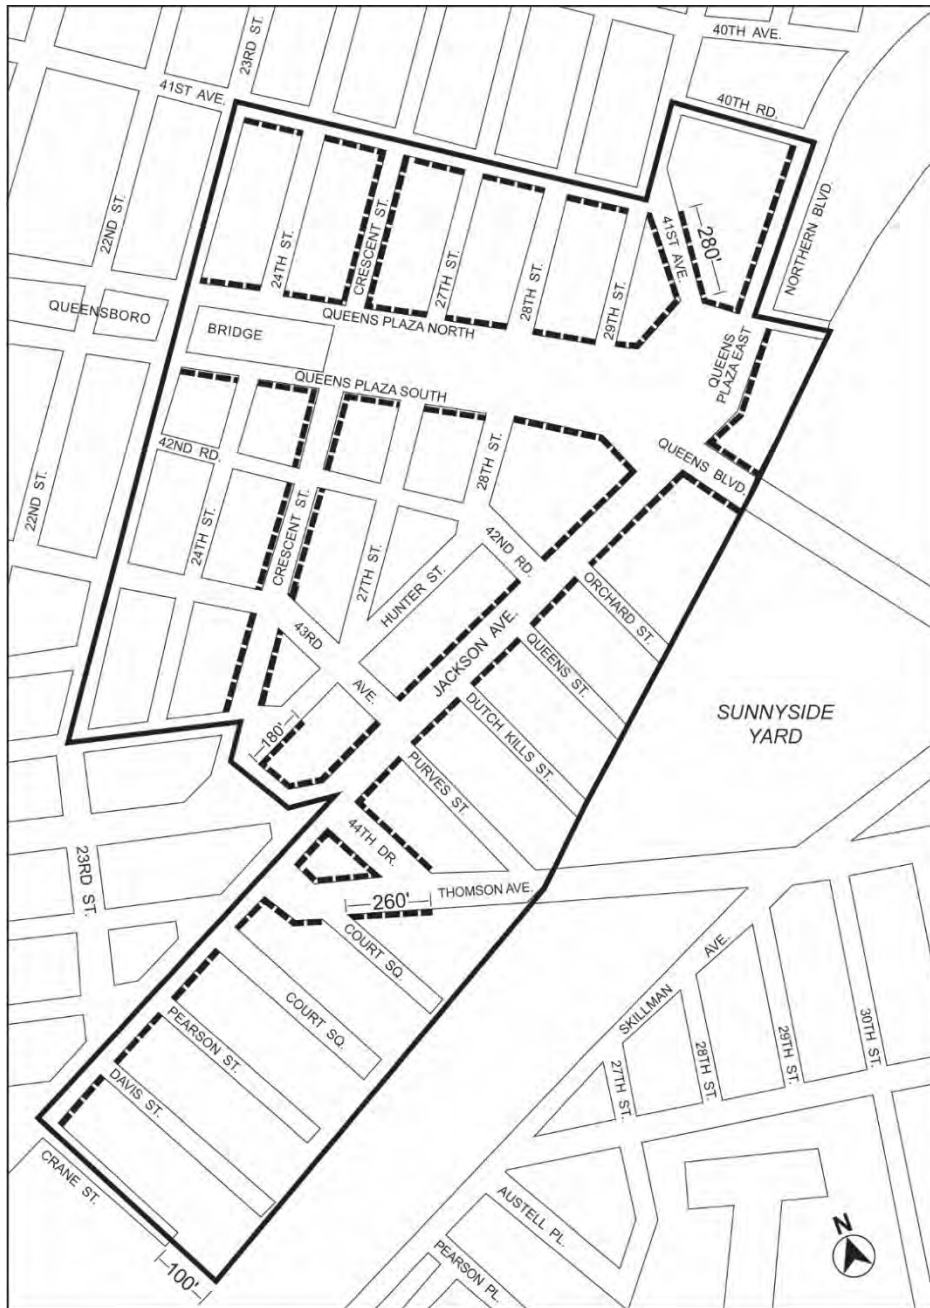 40TH AVE.
23RD ST.
41ST AVE.
40TH RD.
22ND ST.
NORTHERN BLVD.
280'
41ST AVE.
CRESCENT ST.
24TH ST.
27TH ST.
28TH ST.
29TH ST.
QUEENSBORO
BRIDGE
QUEENS PLAZA NORTH
QUEENS
PLAZA EAST
QUEENS PLAZA SOUTH
42ND RD.
28TH ST.
QUEENS BLVD.
22ND ST.
24TH ST.
CRESCENT ST.
27TH ST.
42ND RD.
HUNTER ST.
ORCHARD ST.
43RD
AVE.
JACKSON AVE.
QUEENS ST.
DUTCH KILLS ST.
SUNNYSIDE
YARD
180'
PURVES ST.
44TH DR.
23RD ST.
THOMSON AVE.
260'
COURT SQ.
SKILLMAN AVE.
COURT SQ.
PEARSON ST.
27TH ST.
28TH ST.
29TH ST.
30TH ST.
DAVIS ST.
CRANE ST.
AUSTELL PL.
PEARSON PL.
100'
N